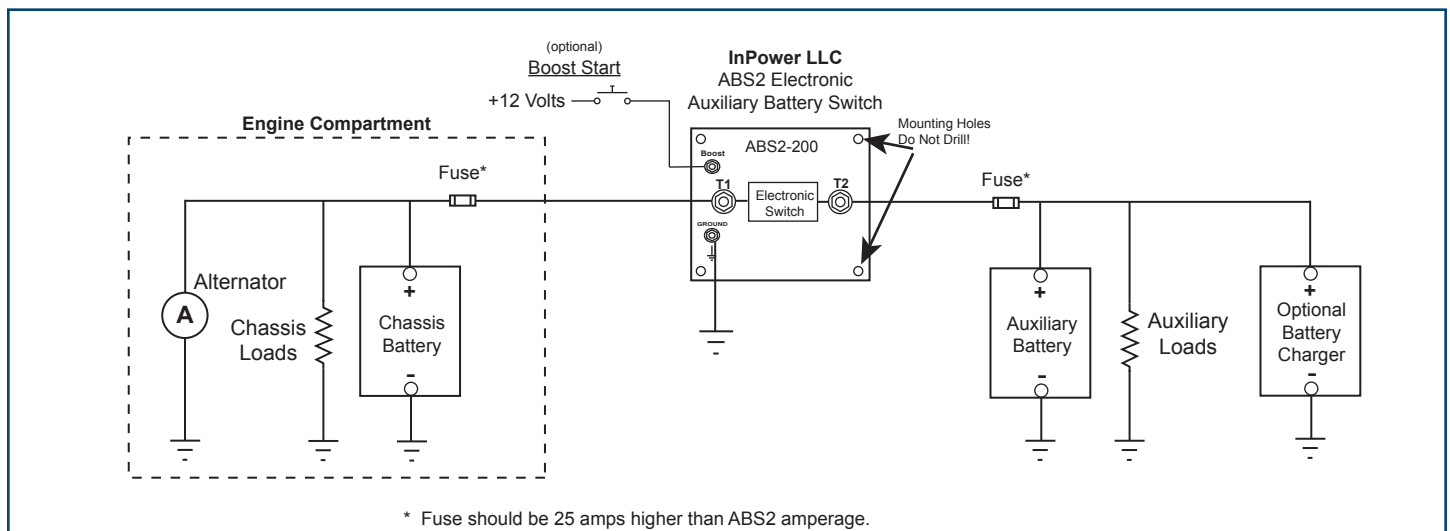 (optional)
Boost Start
+12 Volts
InPower LLC
ABS2 Electronic
Auxiliary Battery Switch
Mounting Holes
Do Not Drill!
Engine Compartment
Boost
ABS2-200
Fuse*
T1
Electronic
Switch
T2
Fuse*
GROUND
Alternator
A
Chassis
Loads
+
Chassis
Battery
-
+
Auxiliary
Battery
-
Auxiliary
Loads
+
Optional
Battery
Charger
-
* Fuse should be 25 amps higher than ABS2 amperage.